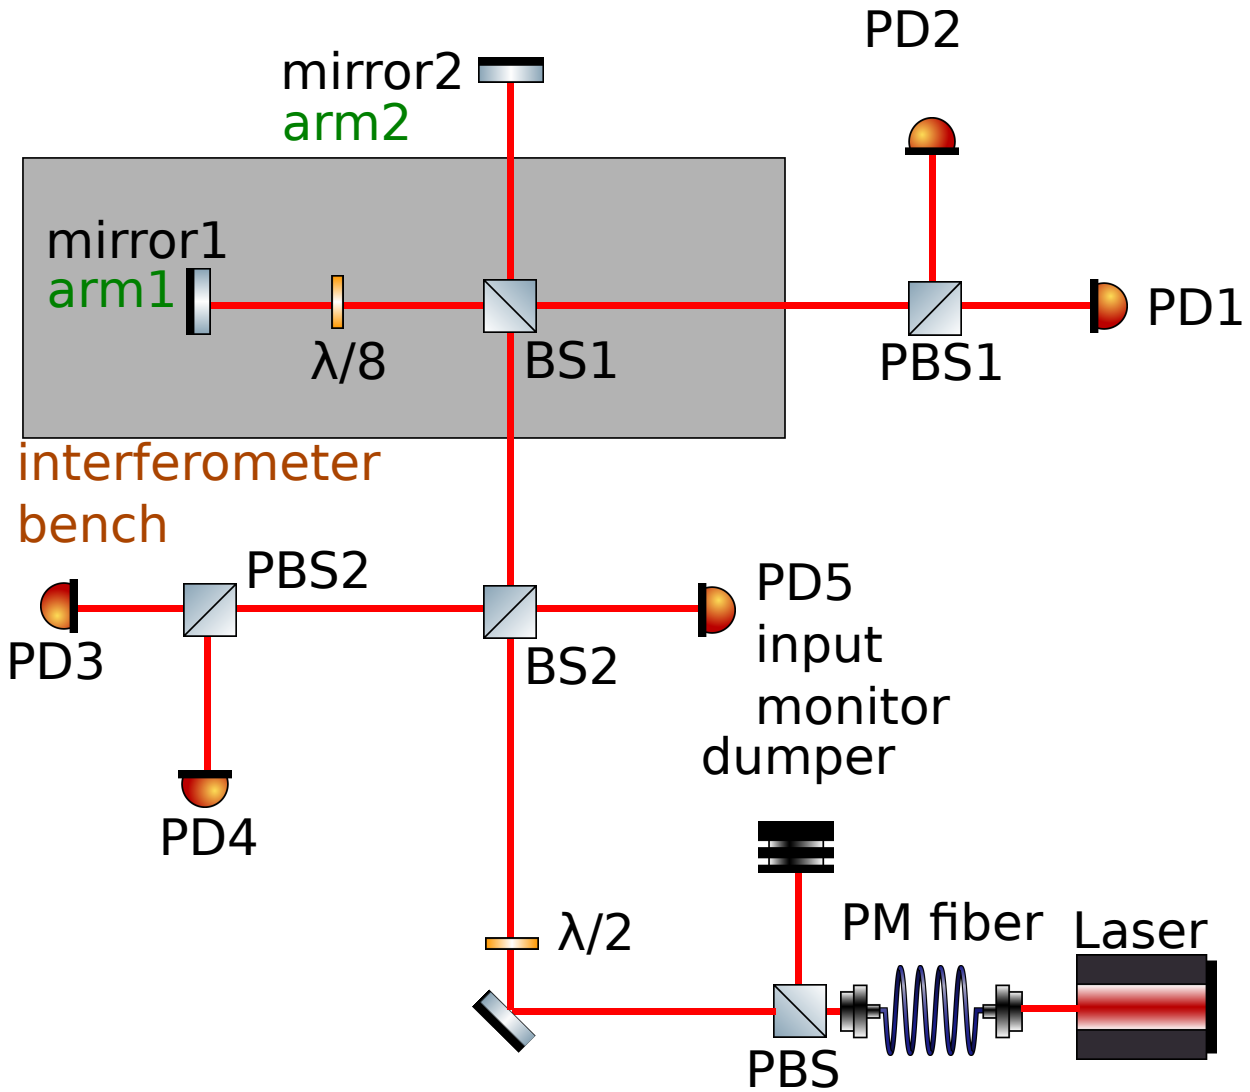 PD2
mirror2
arm2
mirror1
arm1
λ/8
BS1
PBS1
PD1
interferometer
bench
PBS2
PD3
BS2
PD5
input
monitor
dumper
PD4
λ/2
PM fiber
Laser
PBS